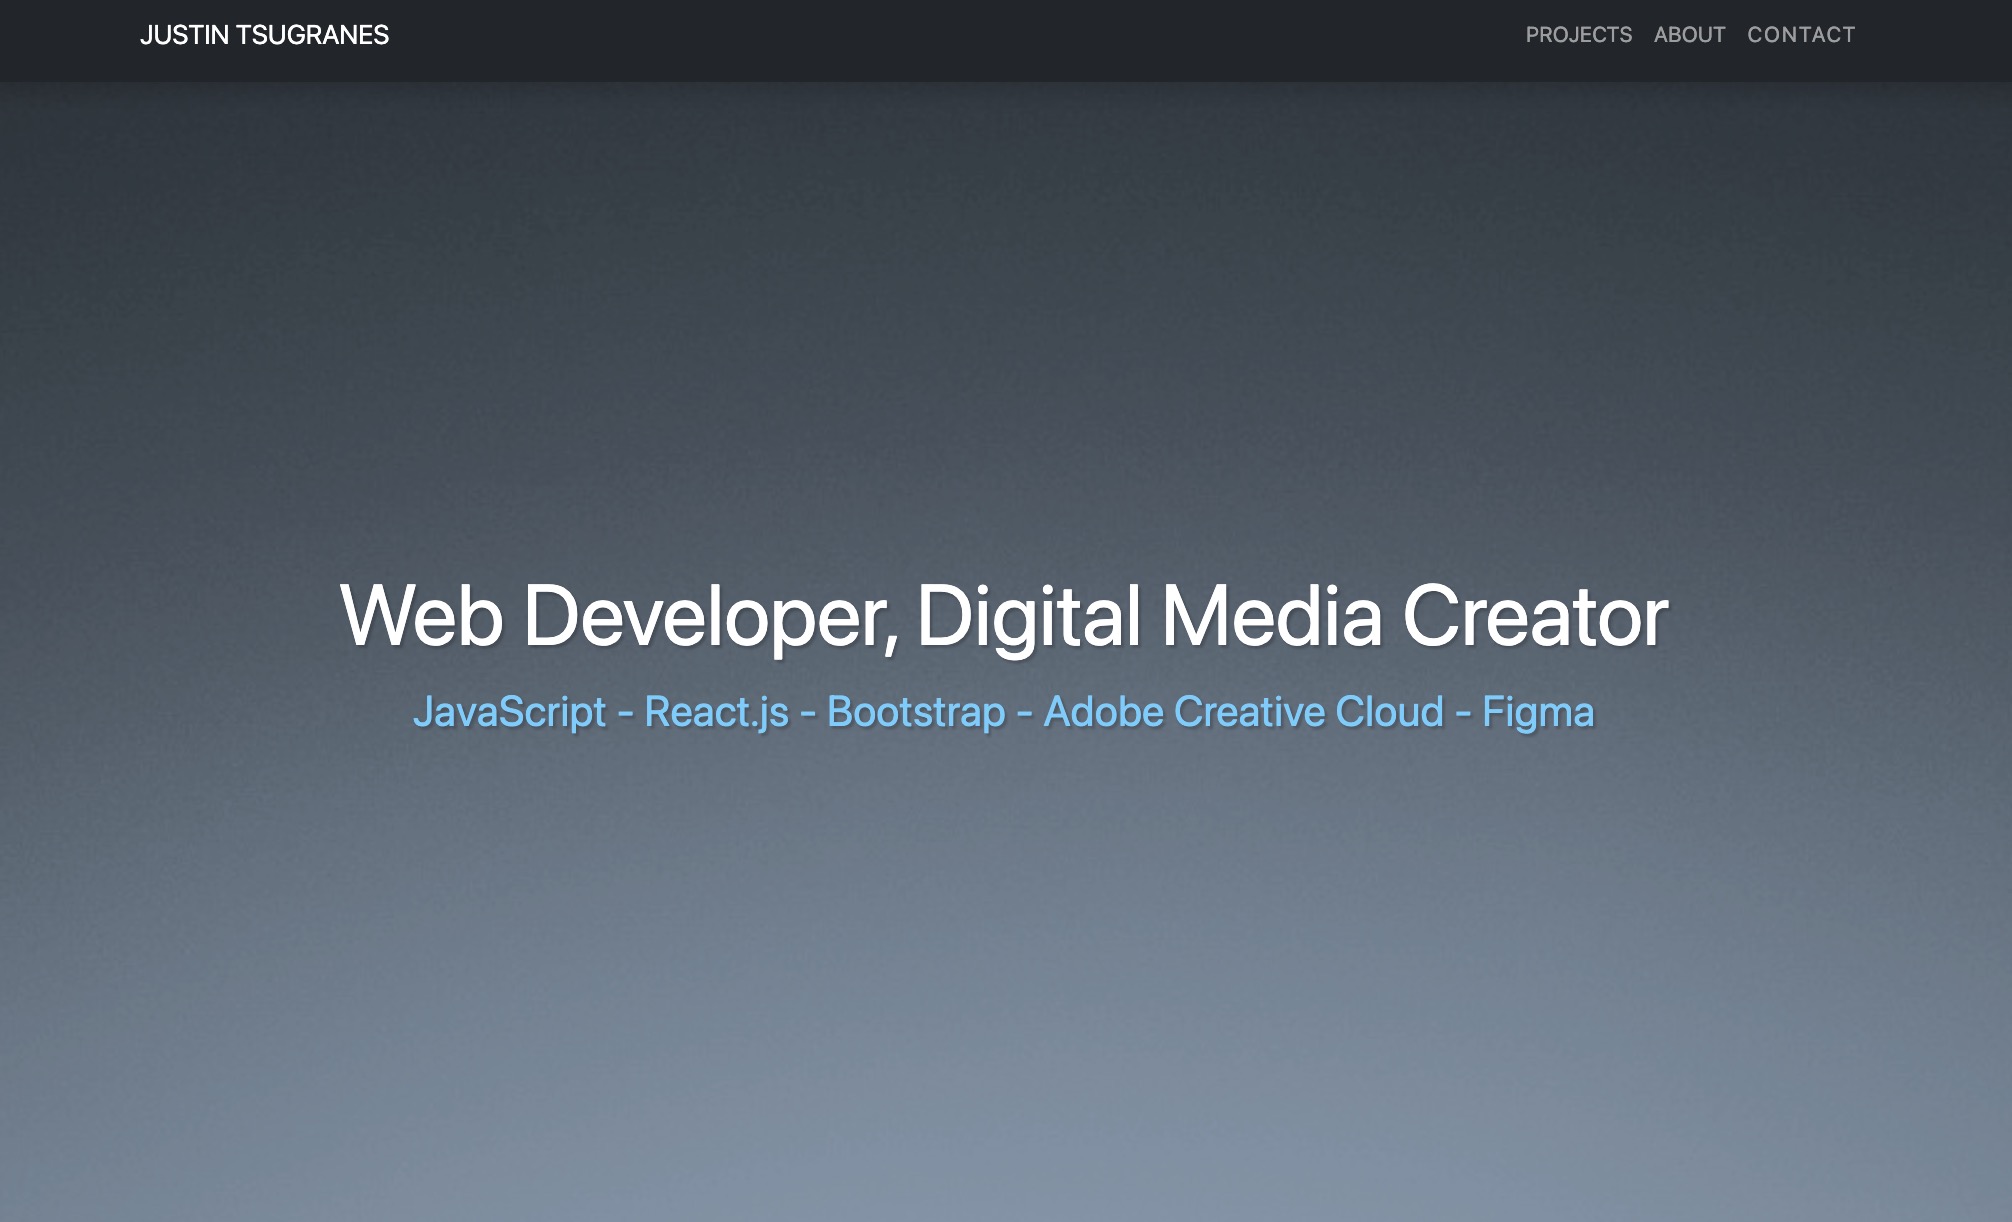 JUSTIN TSUGRANES
PROJECTS ABOUT CONTACT
Web Developer, Digital Media Creator
JavaScript - React.js - Bootstrap - Adobe Creative Cloud - Figma